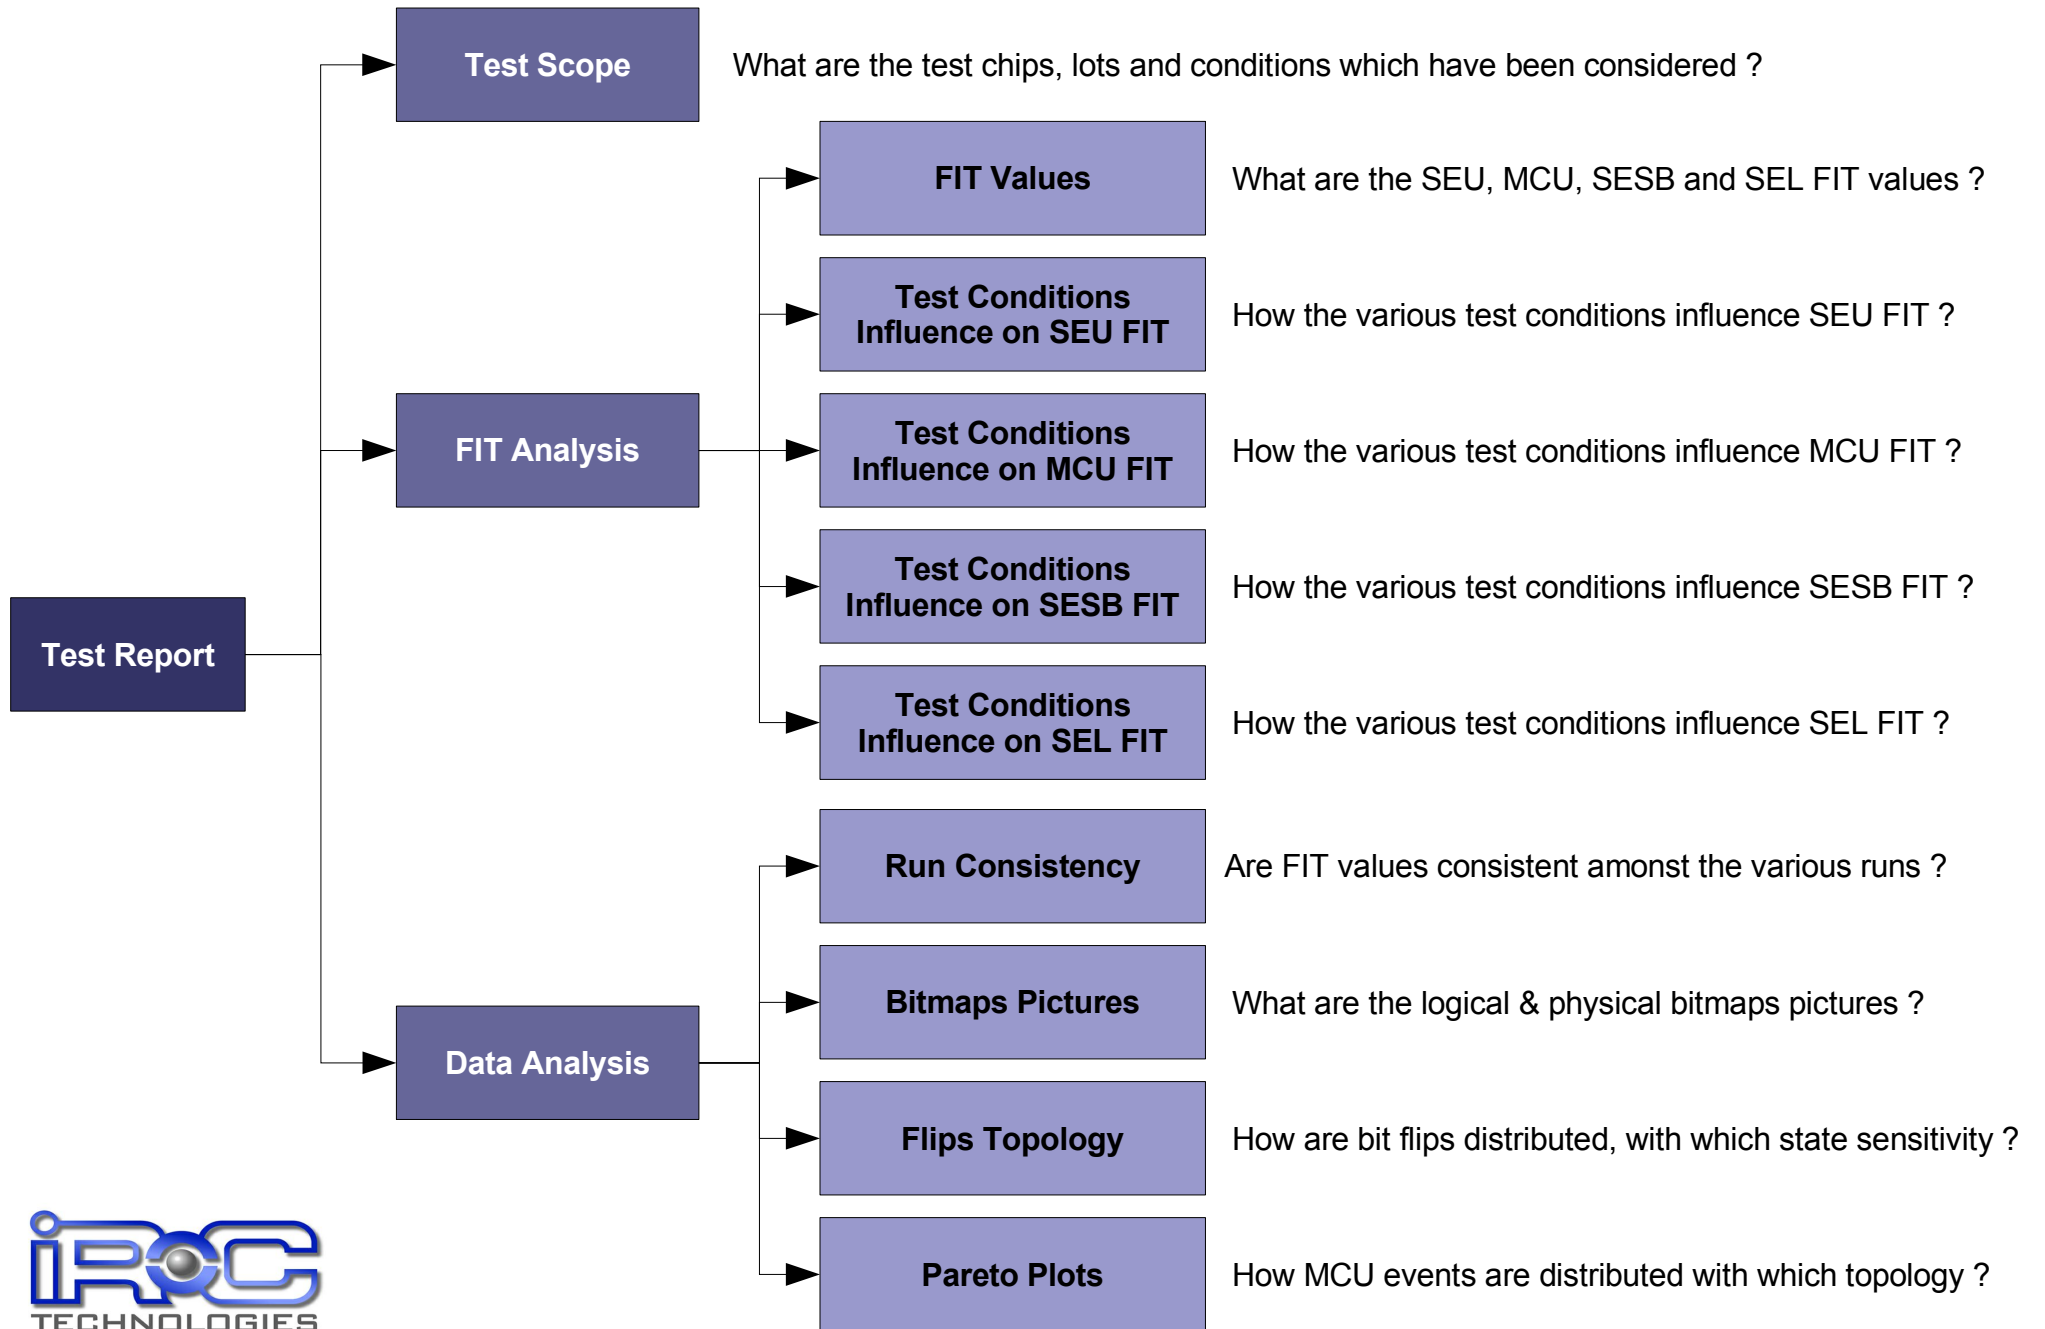 Test Scope
What are the test chips, lots and conditions which have been considered ?
FIT Values
What are the SEU, MCU, SESB and SEL FIT values ?
Test Conditions
Influence on SEU FIT
How the various test conditions influence SEU FIT ?
FIT Analysis
Test Conditions
Influence on MCU FIT
How the various test conditions influence MCU FIT ?
Test Conditions
Influence on SESB FIT
How the various test conditions influence SESB FIT ?
Test Report
Test Conditions
Influence on SEL FIT
How the various test conditions influence SEL FIT ?
Run Consistency
Are FIT values consistent amonst the various runs ?
Bitmaps Pictures
What are the logical & physical bitmaps pictures ?
Data Analysis
Flips Topology
How are bit flips distributed, with which state sensitivity ?
Pareto Plots
How MCU events are distributed with which topology ?
iROC
TECHNOLOGIES